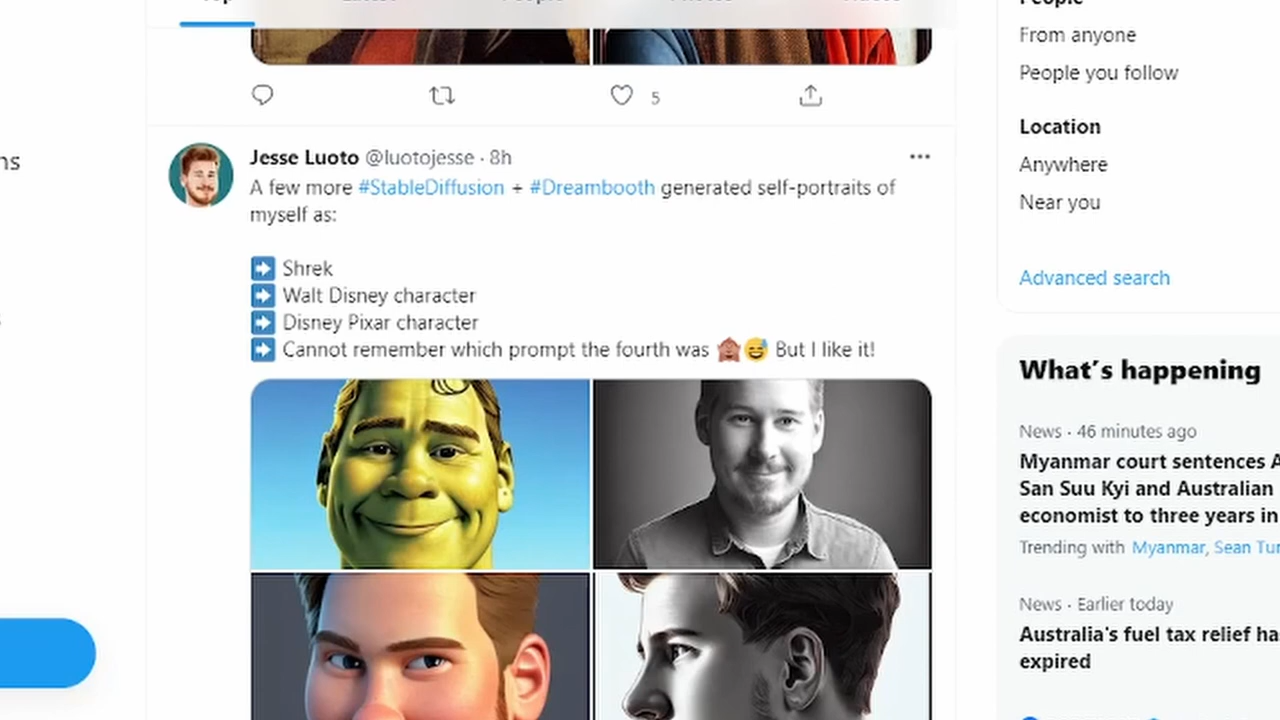 5
Jesse Luoto @luotojesse · 8h
A few more #StableDiffusion + #Dreambooth generated self-portraits of
myself as:
➡️ Shrek
➡️ Walt Disney character
➡️ Disney Pixar character
➡️ Cannot remember which prompt the fourth was 🙈😅 But I like it!
From anyone
People you follow
Location
Anywhere
Near you
Advanced search
What's happening
News · 46 minutes ago
Myanmar court sentences A
San Suu Kyi and Australian
economist to three years in
Trending with Myanmar, Sean Tur
News · Earlier today
Australia's fuel tax relief ha
expired